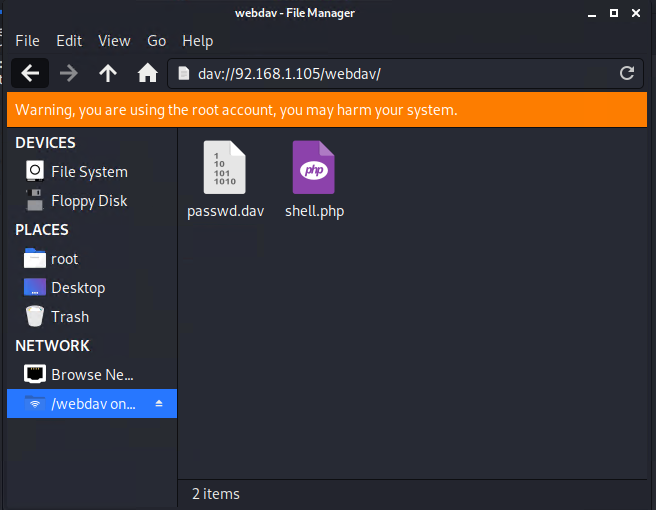 webdav - File Manager
File Edit View Go Help
dav://92.168.1.105/webdav/
Warning, you are using the root account, you may harm your system.
DEVICES
File System
Floppy Disk
PLACES
root
Desktop
Trash
NETWORK
Browse Ne...
/webdav on...
1
10
101
1010
passwd.dav
php
shell.php
2 items